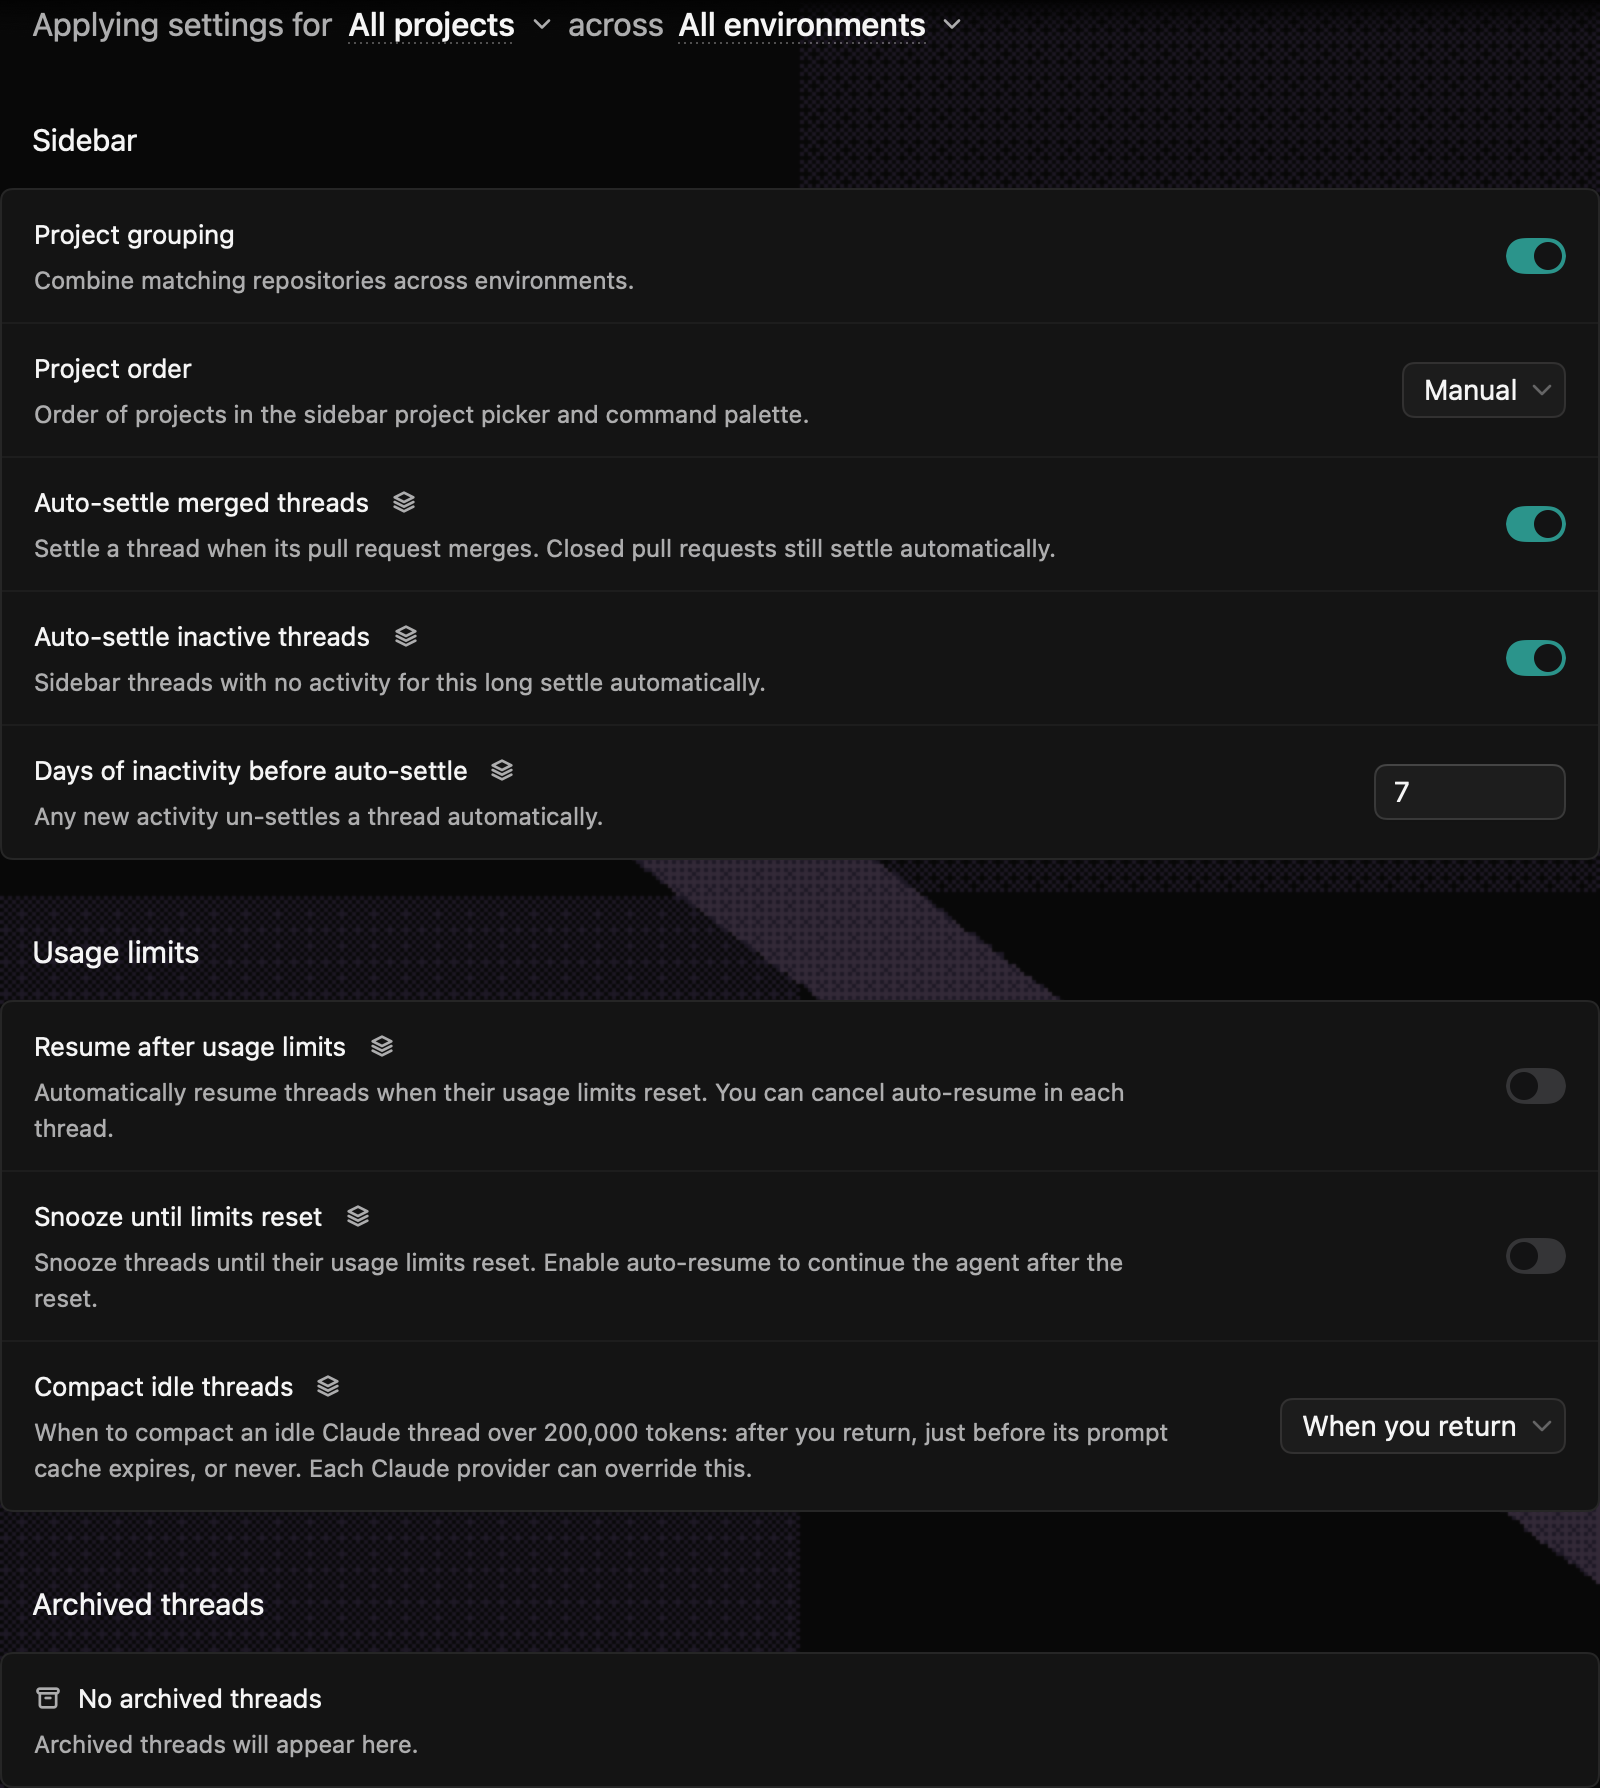 Applying settings for All projects across All environments
Sidebar
Project grouping
Combine matching repositories across environments.
Project order
Order of projects in the sidebar project picker and command palette.
Manual
Auto-settle merged threads
Settle a thread when its pull request merges. Closed pull requests still settle automatically.
Auto-settle inactive threads
Sidebar threads with no activity for this long settle automatically.
Days of inactivity before auto-settle
Any new activity un-settles a thread automatically.
7
Usage limits
Resume after usage limits
Automatically resume threads when their usage limits reset. You can cancel auto-resume in each
thread.
Snooze until limits reset
Snooze threads until their usage limits reset. Enable auto-resume to continue the agent after the
reset.
Compact idle threads
When to compact an idle Claude thread over 200,000 tokens: after you return, just before its prompt
cache expires, or never. Each Claude provider can override this.
When you return
Archived threads
No archived threads
Archived threads will appear here.